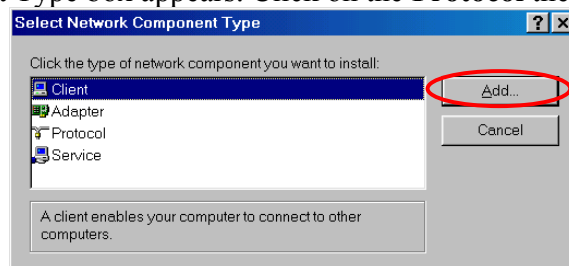 Type box appears. Click on the Protocol the
Select Network Component Type
Click the type of network component you want to install:
Client
Add...
Adapter
Protocol
Cancel
Service
A client enables your computer to connect to other
computers.